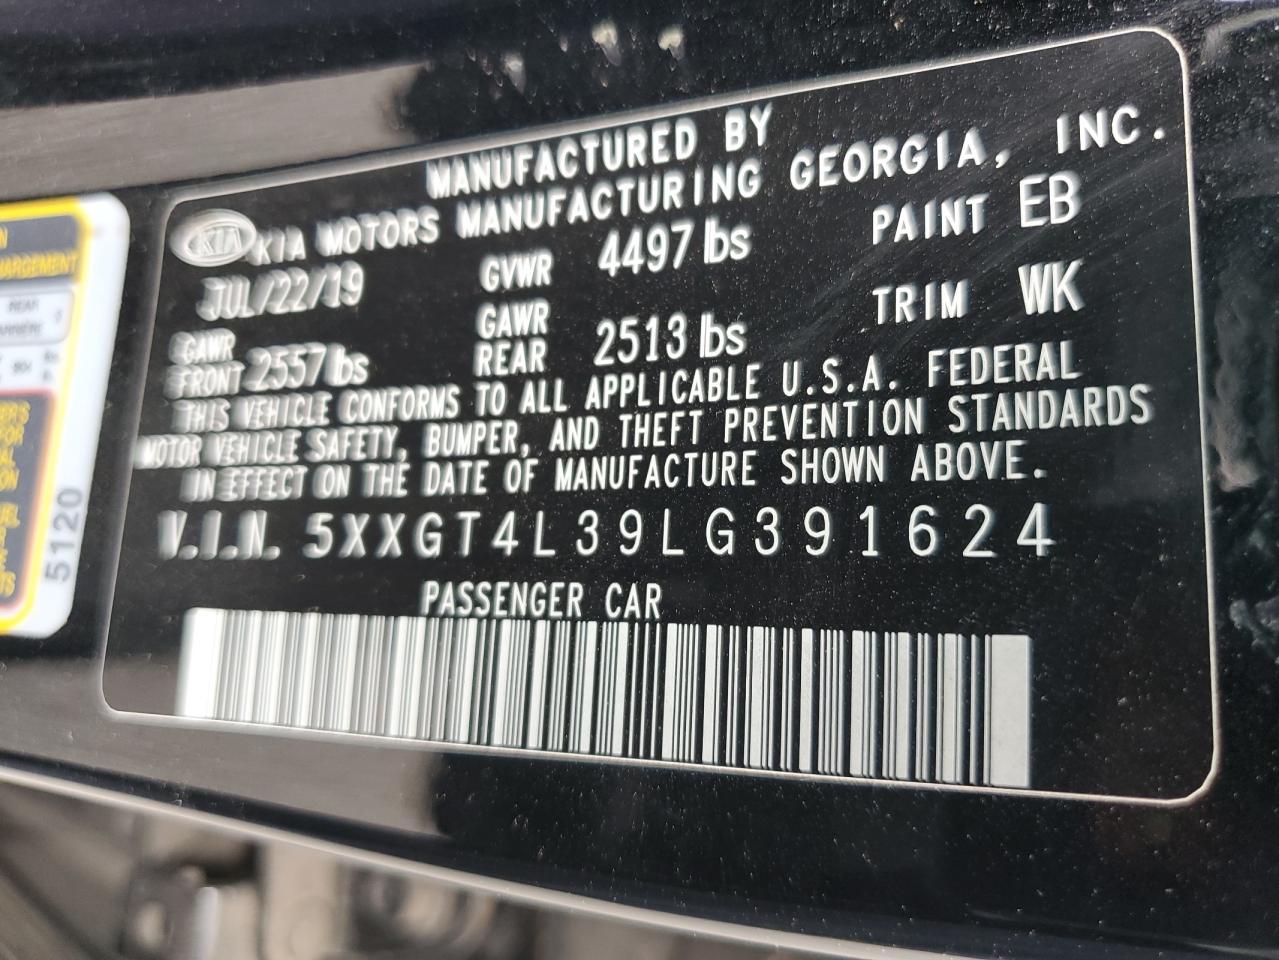 MANUFACTURED BY
KIA KIA MOTORS MANUFACTURING GEORGIA, INC.
JUL/22/19 GVWR 4497 lbs PAINT EB
GAWR FRONT 2557 lbs GAWR REAR 2513 lbs TRIM WK
THIS VEHICLE CONFORMS TO ALL APPLICABLE U.S.A. FEDERAL
MOTOR VEHICLE SAFETY, BUMPER, AND THEFT PREVENTION STANDARDS
IN EFFECT ON THE DATE OF MANUFACTURE SHOWN ABOVE.
V.I.N. 5XXGT4L39LG391624
PASSENGER CAR
REAR
5120